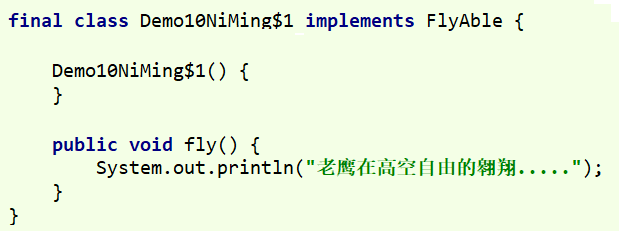 final class Demo10NiMing$1 implements FlyAble {
Demo10NiMing$1() {
}
public void fly() {
System.out.println("老鹰在高空自由的翱翔.....");
}
}